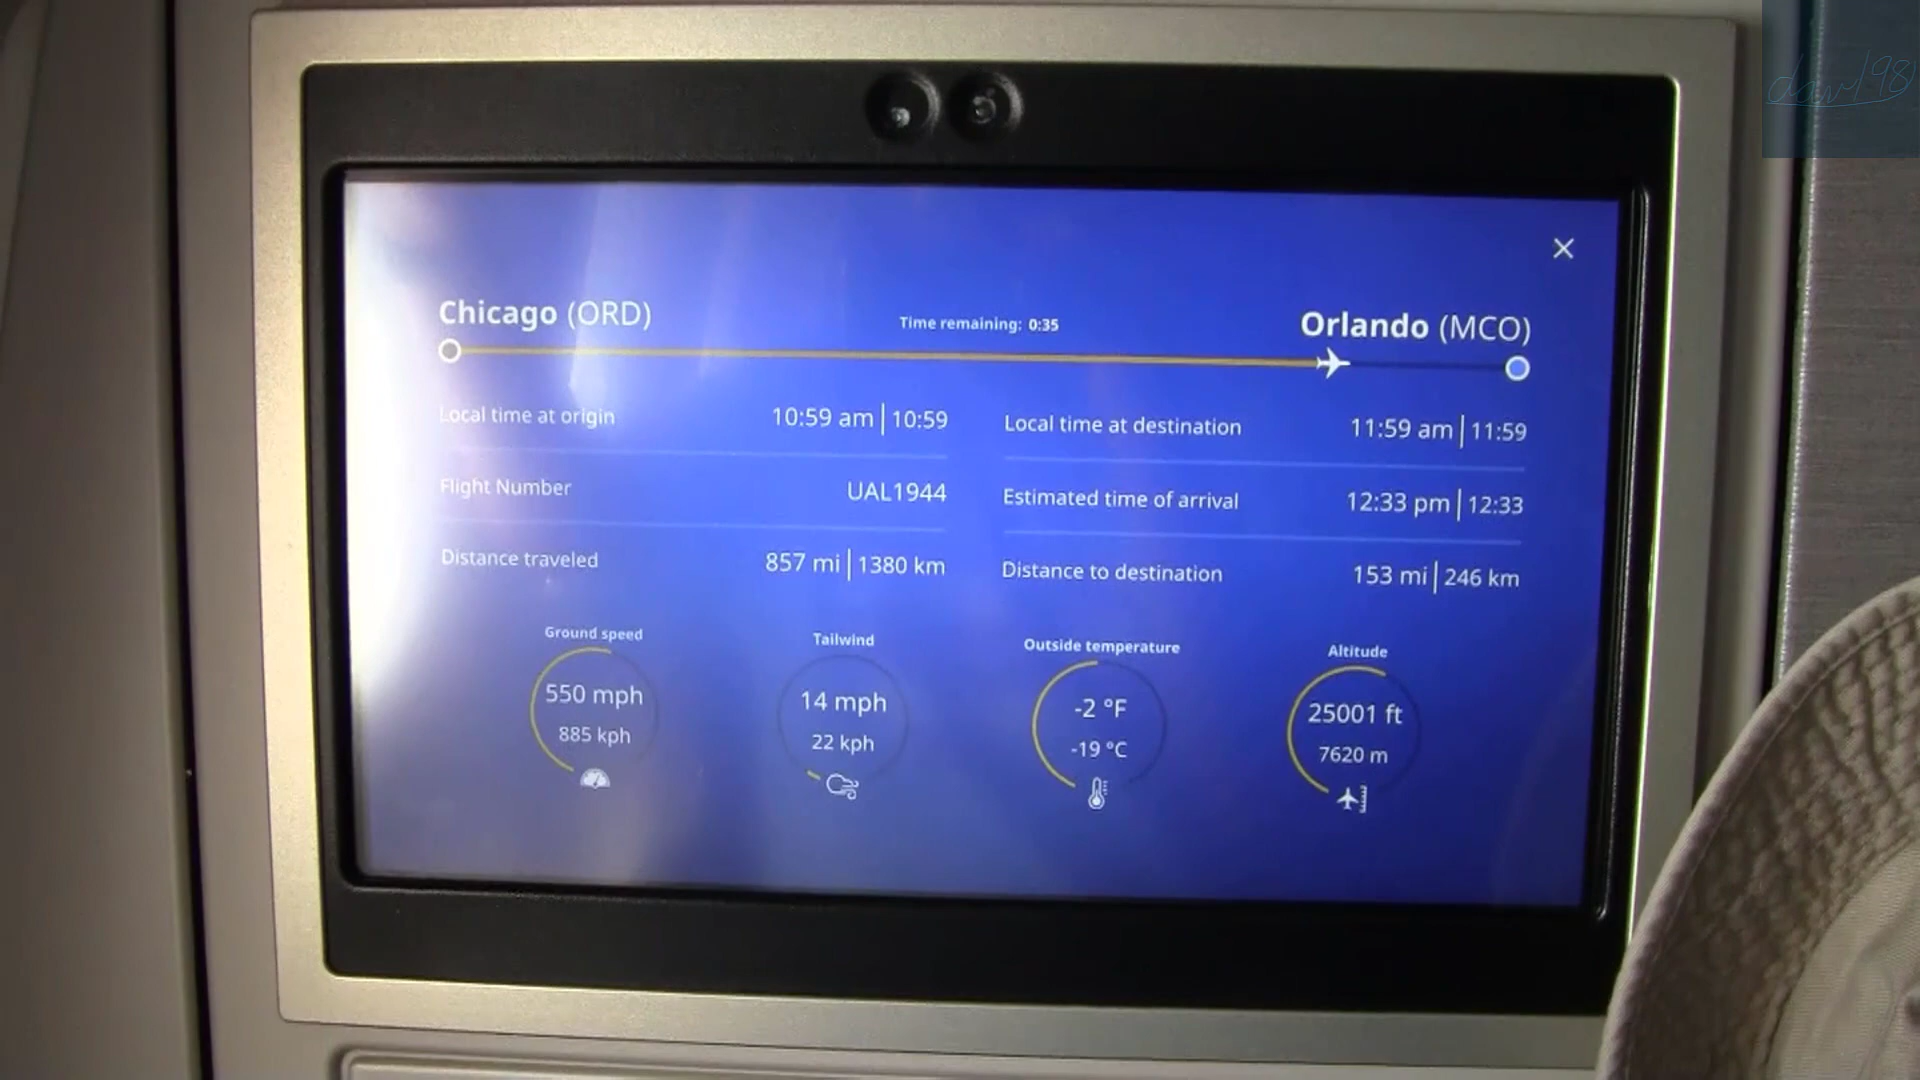 Chicago (ORD)
Time remaining: 0:35
Orlando (MCO)
Local time at origin 10:59 am | 10:59
Local time at destination 11:59 am | 11:59
Flight Number UAL1944
Estimated time of arrival 12:33 pm | 12:33
Distance traveled 857 mi | 1380 km
Distance to destination 153 mi | 246 km
Ground speed
550 mph
885 kph
Tailwind
14 mph
22 kph
Outside temperature
-2 °F
-19 °C
Altitude
25001 ft
7620 m